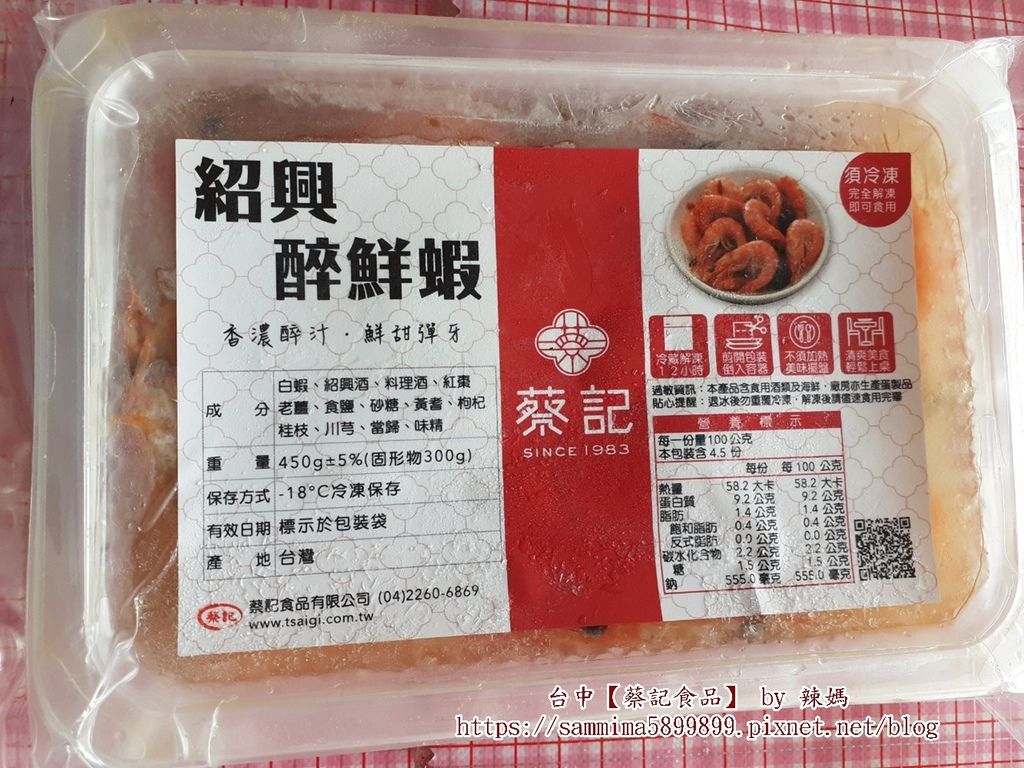 紹興
醉鮮蝦
香濃醉汁·鮮甜彈牙
成分 白蝦、紹興酒、料理酒、紅棗
老薑、食鹽、砂糖、黃耆、枸杞
桂枝、川芎、當歸、味精
重量 450g±5%(固形物300g)
保存方式 -18°C冷凍保存
有效日期 標示於包裝袋
產地 台灣
蔡記
蔡記食品有限公司 (04)2260-6869
www.tsaigi.com.tw
蔡記
SINCE 1983
須冷凍
完全解凍
即可食用
冷藏解凍
12小時
剪開包裝
倒入容器
不須加熱
美味擺盤
清爽美食
輕鬆上桌
過敏資訊：本產品含食用酒類及海鮮，廠房亦生產蛋製品
貼心提醒：退冰後勿重覆冷凍，解凍後請儘速食用完畢
營養標示
每一份量100公克
本包裝含4.5份
每份 每100公克
熱量 58.2大卡 58.2大卡
蛋白質 9.2公克 9.2公克
脂肪 1.4公克 1.4公克
飽和脂肪 0.4公克 0.4公克
反式脂肪 0.0公克 0.0公克
碳水化合物 2.2公克 2.2公克
糖 1.5公克 1.5公克
鈉 555.0毫克 555.0毫克
台中【蔡記食品】 by 辣媽
https://sammima5899899.pixnet.net/blog